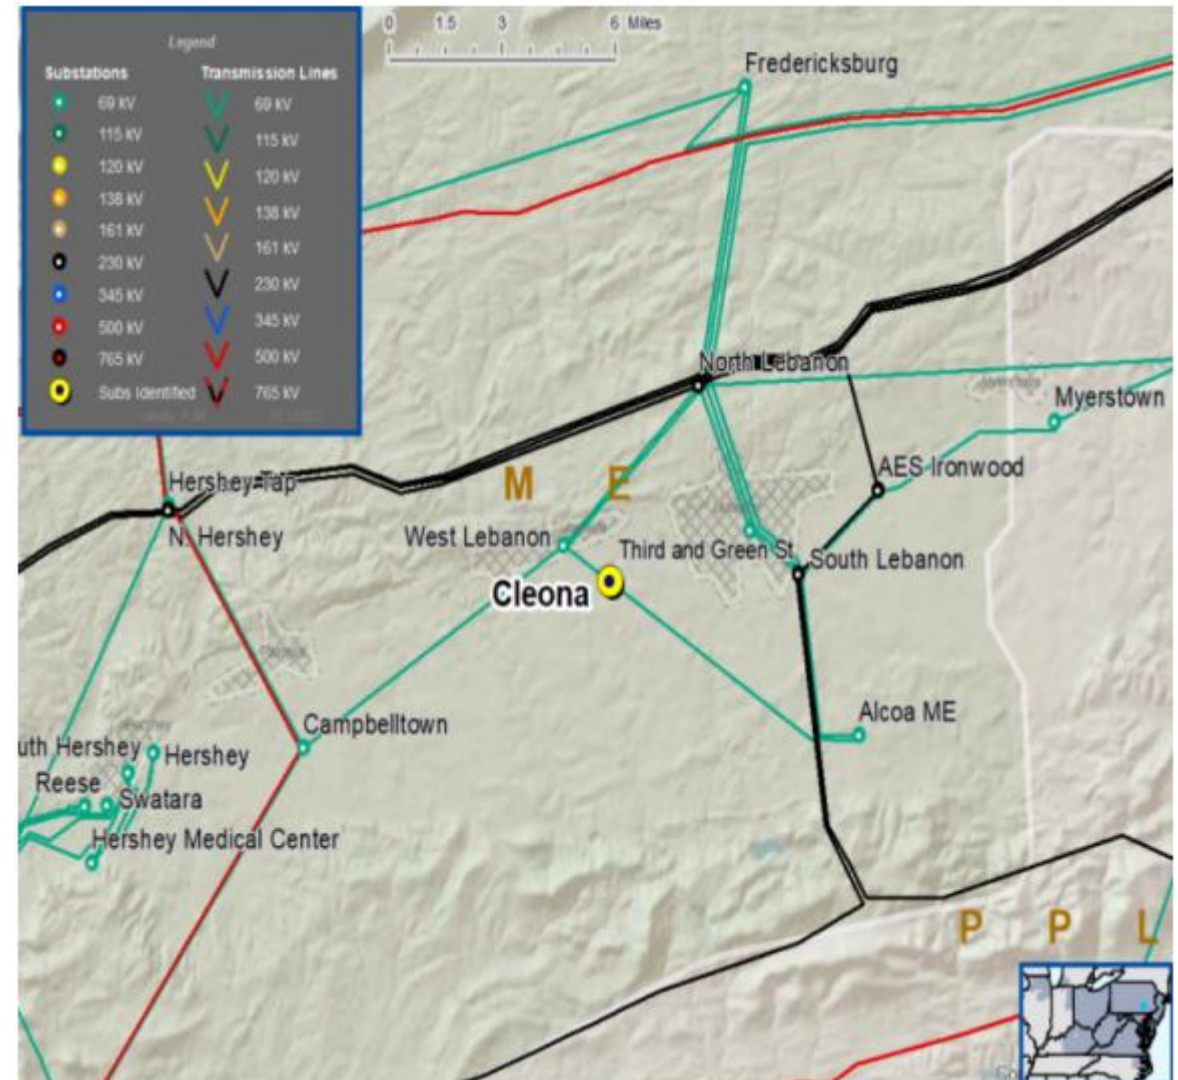 Legend
Substations
Transmission Lines
69 kV
69 kV
115 kV
115 kV
120 kV
120 kV
138 kV
138 kV
161 kV
161 kV
230 kV
230 kV
345 kV
345 kV
500 kV
500 kV
765 kV
765 kV
Subs Identified
0 1.5 3 6 Miles
Fredericksburg
North Lebanon
Myerstown
AES Ironwood
Hershey Tap
M E
N. Hershey
West Lebanon
Third and Green St
South Lebanon
Cleona
Campbelltown
Alcoa ME
uth Hershey
Hershey
Reese
Swatara
Hershey Medical Center
P P L